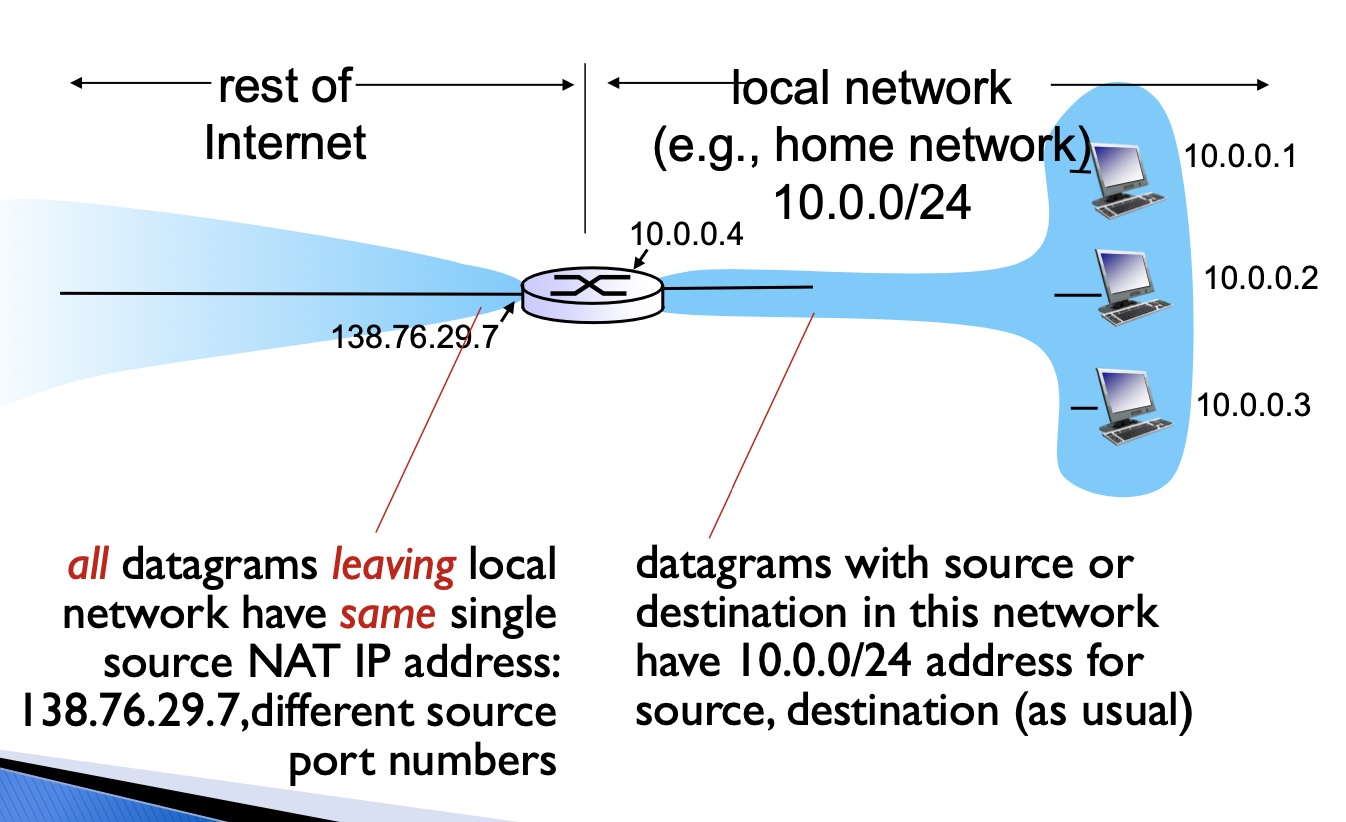 rest of
Internet
local network
(e.g., home network)
10.0.0/24
10.0.0.1
10.0.0.4
10.0.0.2
138.76.29.7
10.0.0.3
all datagrams leaving local
network have same single
source NAT IP address:
138.76.29.7,different source
port numbers
datagrams with source or
destination in this network
have 10.0.0/24 address for
source, destination (as usual)